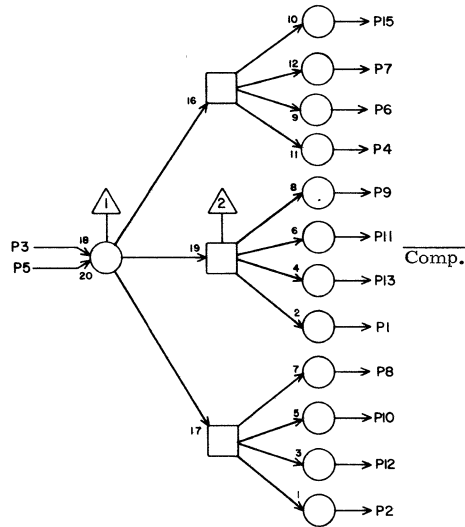 10 P15
12 P7
16 9 P6
11 P4
1 2 8 P9
P3 18 19 6 P11
P5 20 4 P13 Comp.
2 P1
7 P8
17 5 P10
3 P12
1 P2